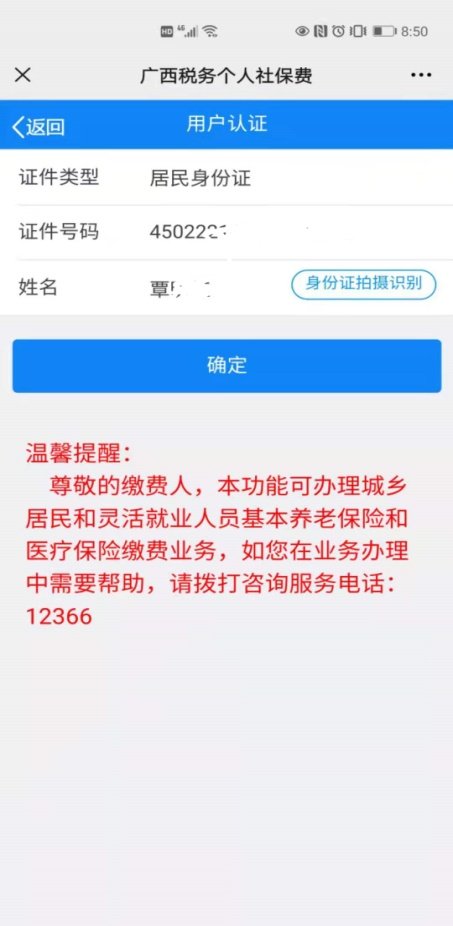 HD 4G 8:50
广西税务个人社保费
返回 用户认证
证件类型 居民身份证
证件号码 450222
姓名 覃 身份证拍摄识别
确定
温馨提醒：
尊敬的缴费人，本功能可办理城乡
居民和灵活就业人员基本养老保险和
医疗保险缴费业务，如您在业务办理
中需要帮助，请拨打咨询服务电话：
12366